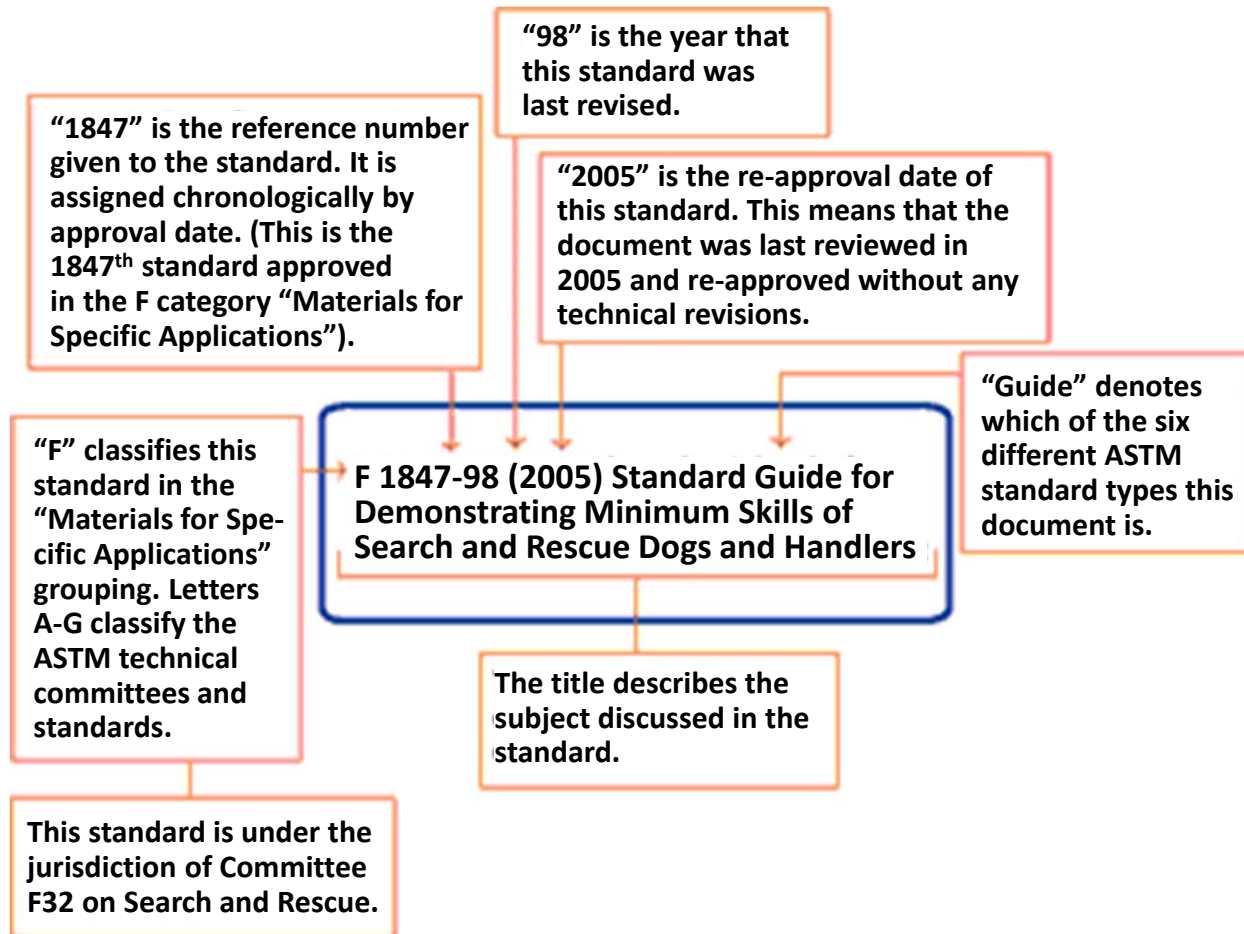 “98” is the year that
this standard was
last revised.
“1847” is the reference number
given to the standard. It is
assigned chronologically by
approval date. (This is the
1847th standard approved
in the F category “Materials for
Specific Applications”).
“2005” is the re-approval date of
this standard. This means that the
document was last reviewed in
2005 and re-approved without any
technical revisions.
“Guide” denotes
which of the six
different ASTM
standard types this
document is.
“F” classifies this
standard in the
“Materials for Spe-
cific Applications”
grouping. Letters
A-G classify the
ASTM technical
committees and
standards.
F 1847-98 (2005) Standard Guide for
Demonstrating Minimum Skills of
Search and Rescue Dogs and Handlers
The title describes the
subject discussed in the
standard.
This standard is under the
jurisdiction of Committee
F32 on Search and Rescue.